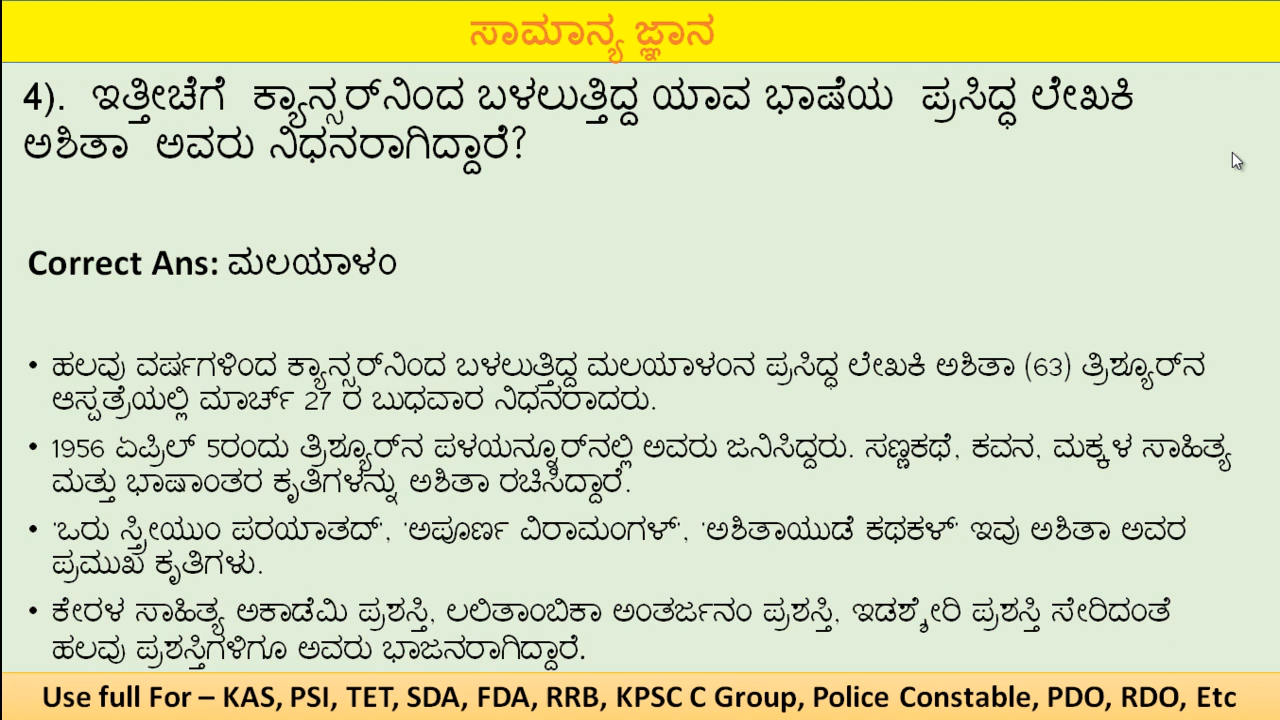 ಸಾಮಾನ್ಯ ಜ್ಞಾನ
4). ಇತ್ತೀಚೆಗೆ ಕ್ಯಾನ್ಸರ್‌ನಿಂದ ಬಳಲುತ್ತಿದ್ದ ಯಾವ ಭಾಷೆಯ ಪ್ರಸಿದ್ಧ ಲೇಖಕಿ
ಅಶಿತಾ ಅವರು ನಿಧನರಾಗಿದ್ದಾರೆ?
Correct Ans: ಮಲಯಾಳಂ
• ಹಲವು ವರ್ಷಗಳಿಂದ ಕ್ಯಾನ್ಸರ್‌ನಿಂದ ಬಳಲುತ್ತಿದ್ದ ಮಲಯಾಳಂನ ಪ್ರಸಿದ್ಧ ಲೇಖಕಿ ಅಶಿತಾ (63) ತ್ರಿಶ್ಯೂರ್‌ನ
ಆಸ್ಪತ್ರೆಯಲ್ಲಿ ಮಾರ್ಚ್ 27 ರ ಬುಧವಾರ ನಿಧನರಾದರು.
• 1956 ಏಪ್ರಿಲ್ 5ರಂದು ತ್ರಿಶ್ಯೂರ್‌ನ ಪಳಯನ್ನೂರ್‌ನಲ್ಲಿ ಅವರು ಜನಿಸಿದ್ದರು. ಸಣ್ಣಕಥೆ, ಕವನ, ಮಕ್ಕಳ ಸಾಹಿತ್ಯ
ಮತ್ತು ಭಾಷಾಂತರ ಕೃತಿಗಳನ್ನು ಅಶಿತಾ ರಚಿಸಿದ್ದಾರೆ.
• 'ಒರು ಸ್ತ್ರೀಯುಂ ಪರಯಾತದ್', 'ಅಪೂರ್ಣ ವಿರಾಮಂಗಳ್', 'ಅಶಿತಾಯುಡೆ ಕಥಕಳ್' ಇವು ಅಶಿತಾ ಅವರ
ಪ್ರಮುಖ ಕೃತಿಗಳು.
• ಕೇರಳ ಸಾಹಿತ್ಯ ಅಕಾಡೆಮಿ ಪ್ರಶಸ್ತಿ, ಲಲಿತಾಂಬಿಕಾ ಅಂತರ್ಜನಂ ಪ್ರಶಸ್ತಿ, ಇಡಶ್ಶೇರಿ ಪ್ರಶಸ್ತಿ ಸೇರಿದಂತೆ
ಹಲವು ಪ್ರಶಸ್ತಿಗಳಿಗೂ ಅವರು ಭಾಜನರಾಗಿದ್ದಾರೆ.
Use full For – KAS, PSI, TET, SDA, FDA, RRB, KPSC C Group, Police Constable, PDO, RDO, Etc